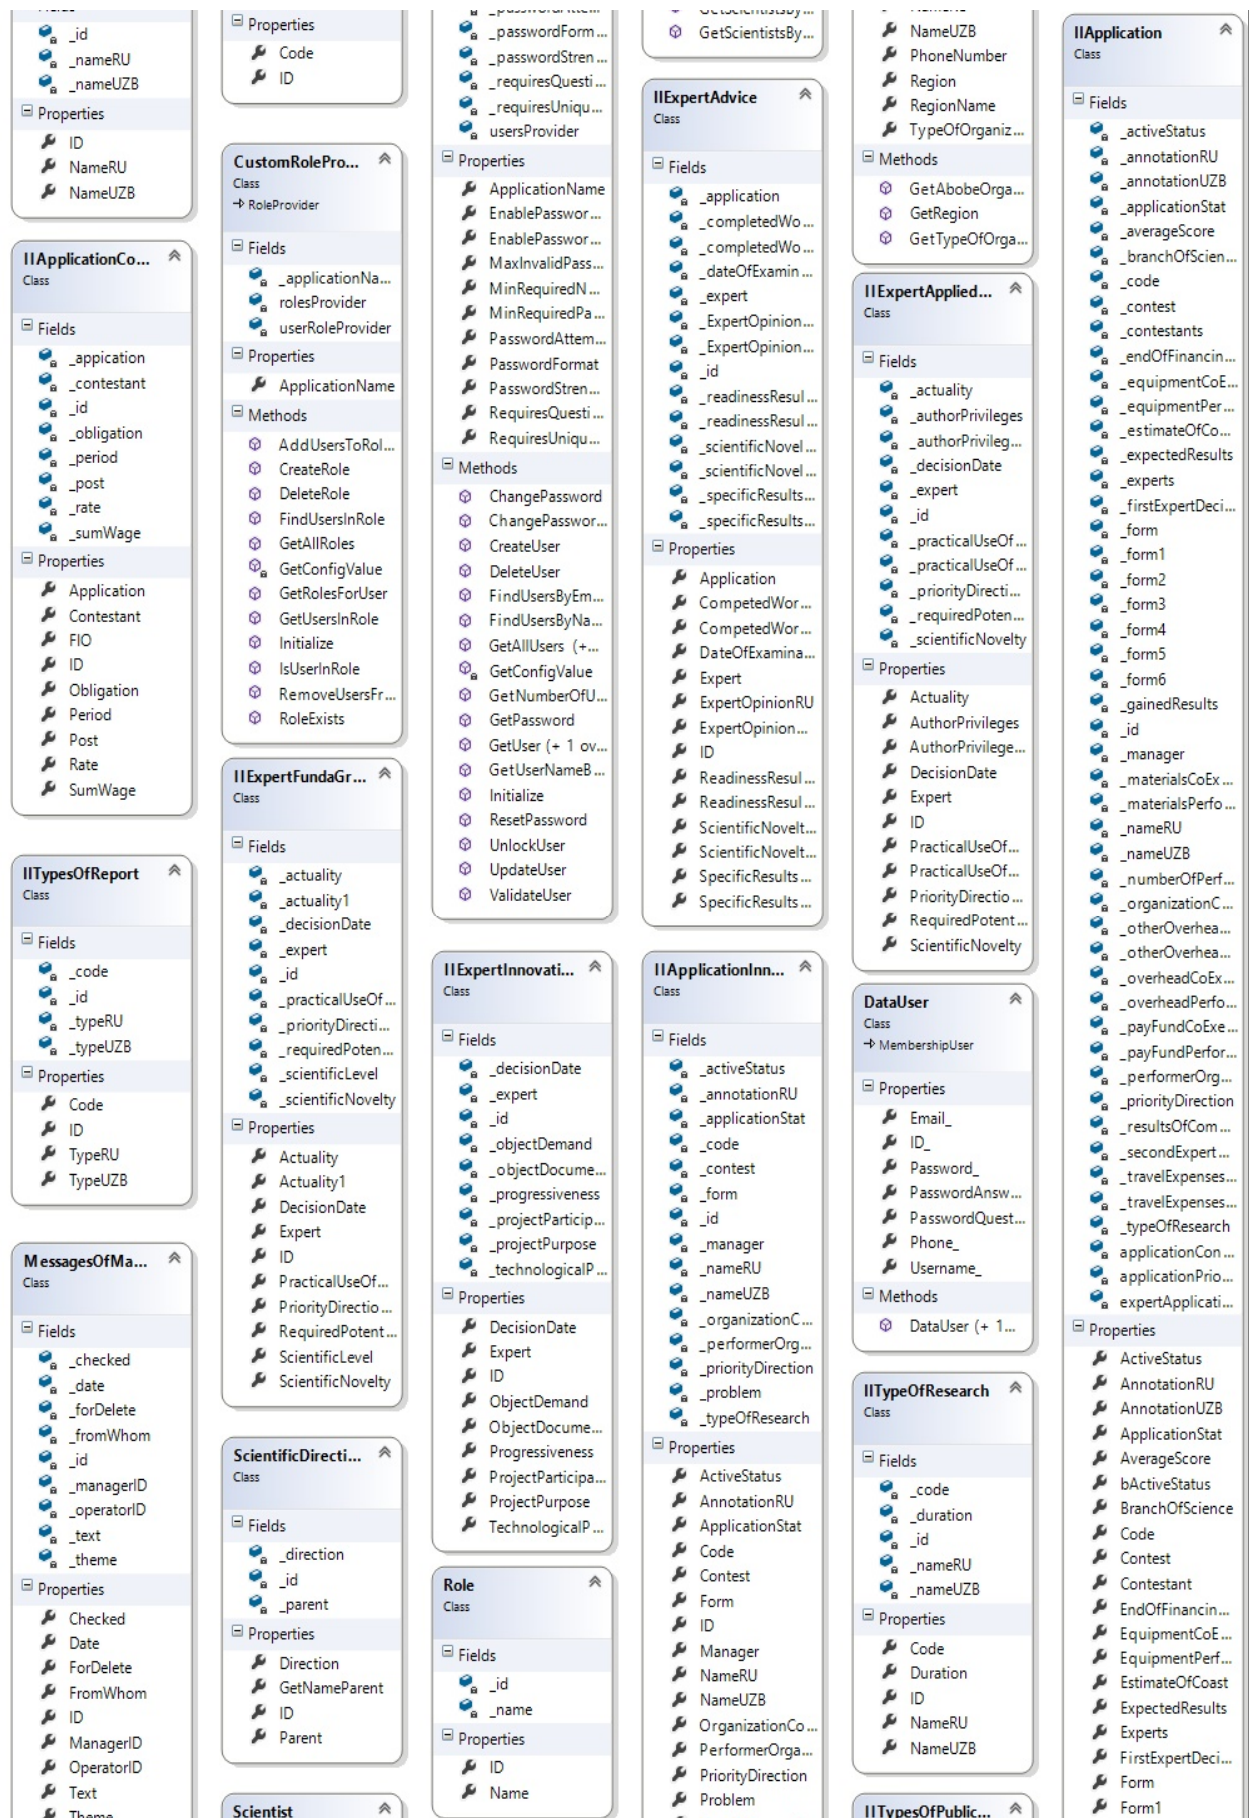 _id
_nameRU
_nameUZB
Properties
ID
NameRU
NameUZB
IIApplicationCo...
Class
Fields
_appication
_contestant
_id
_obligation
_period
_post
_rate
_sumWage
Properties
Application
Contestant
FIO
ID
Obligation
Period
Post
Rate
SumWage
IITypesOfReport
Class
Fields
_code
_id
_typeRU
_typeUZB
Properties
Code
ID
TypeRU
TypeUZB
MessagesOfMa...
Class
Fields
_checked
_date
_forDelete
_fromWhom
_id
_managerID
_operatorID
_text
_theme
Properties
Checked
Date
ForDelete
FromWhom
ID
ManagerID
OperatorID
Text
Theme
Properties
Code
ID
CustomRolePro...
Class
RoleProvider
Fields
_applicationNa...
rolesProvider
userRoleProvider
Properties
ApplicationName
Methods
AddUsersToRol...
CreateRole
DeleteRole
FindUsersInRole
GetAllRoles
GetConfigValue
GetRolesForUser
GetUsersInRole
Initialize
IsUserInRole
RemoveUsersFr...
RoleExists
IIExpertFundaGr...
Class
Fields
_actuality
_actuality1
_decisionDate
_expert
_id
_practicalUseOf...
_priorityDirecti...
_requiredPoten...
_scientificLevel
_scientificNovelty
Properties
Actuality
Actuality1
DecisionDate
Expert
ID
PracticalUseOf...
PriorityDirectio...
RequiredPotent...
ScientificLevel
ScientificNovelty
ScientificDirecti...
Class
Fields
_direction
_id
_parent
Properties
Direction
GetNameParent
ID
Parent
Scientist
_passwordForm...
_passwordStren...
_requiresQuesti...
_requiresUniqu...
usersProvider
Properties
ApplicationName
EnablePasswor...
EnablePasswor...
MaxInvalidPass...
MinRequiredN...
MinRequiredPa...
PasswordAttem...
PasswordFormat
PasswordStren...
RequiresQuesti...
RequiresUniqu...
Methods
ChangePassword
ChangePasswor...
CreateUser
DeleteUser
FindUsersByEm...
FindUsersByNa...
GetAllUsers (+...
GetConfigValue
GetNumberOfU...
GetPassword
GetUser (+ 1 ov...
GetUserNameB...
Initialize
ResetPassword
UnlockUser
UpdateUser
ValidateUser
IIExpertInnovati...
Class
Fields
_decisionDate
_expert
_id
_objectDemand
_objectDocume...
_progressiveness
_projectParticip...
_projectPurpose
_technologicalP...
Properties
DecisionDate
Expert
ID
ObjectDemand
ObjectDocume...
Progressiveness
ProjectParticipa...
ProjectPurpose
TechnologicalP...
Role
Class
Fields
_id
_name
Properties
ID
Name
GetScientistsBy...
IIExpertAdvice
Class
Fields
_application
_completedWo...
_completedWo...
_dateOfExamin...
_expert
_ExpertOpinion...
_ExpertOpinion...
_id
_readinessResul...
_readinessResul...
_scientificNovel...
_scientificNovel...
_specificResults...
_specificResults...
Properties
Application
CompetedWor...
CompetedWor...
DateOfExamina...
Expert
ExpertOpinionRU
ExpertOpinion...
ID
ReadinessResul...
ReadinessResul...
ScientificNovelt...
ScientificNovelt...
SpecificResults...
SpecificResults...
IIApplicationInn...
Class
Fields
_activeStatus
_annotationRU
_applicationStat
_code
_contest
_form
_id
_manager
_nameRU
_nameUZB
_organizationC...
_performerOrg...
_priorityDirection
_problem
_typeOfResearch
Properties
ActiveStatus
AnnotationRU
ApplicationStat
Code
Contest
Form
ID
Manager
NameRU
NameUZB
OrganizationCo...
PerformerOrga...
PriorityDirection
Problem
NameUZB
PhoneNumber
Region
RegionName
TypeOfOrganiz...
Methods
GetAbobeOrga...
GetRegion
GetTypeOfOrga...
IIExpertApplied...
Class
Fields
_actuality
_authorPrivileges
_authorPrivileg...
_decisionDate
_expert
_id
_practicalUseOf...
_practicalUseOf...
_priorityDirecti...
_requiredPoten...
_scientificNovelty
Properties
Actuality
AuthorPrivileges
AuthorPrivilege...
DecisionDate
Expert
ID
PracticalUseOf...
PracticalUseOf...
PriorityDirectio...
RequiredPotent...
ScientificNovelty
DataUser
Class
MembershipUser
Properties
Email_
ID_
Password_
PasswordAnsw...
PasswordQuest...
Phone_
Username_
Methods
DataUser (+ 1...
IITypeOfResearch
Class
Fields
_code
_duration
_id
_nameRU
_nameUZB
Properties
Code
Duration
ID
NameRU
NameUZB
IITypesOfPublic...
IIApplication
Class
Fields
_activeStatus
_annotationRU
_annotationUZB
_applicationStat
_averageScore
_branchOfScien...
_code
_contest
_contestants
_endOfFinancin...
_equipmentCoE...
_equipmentPer...
_estimateOfCo...
_expectedResults
_experts
_firstExpertDeci...
_form
_form1
_form2
_form3
_form4
_form5
_form6
_gainedResults
_id
_manager
_materialsCoEx...
_materialsPerfo...
_nameRU
_nameUZB
_numberOfPerf...
_organizationC...
_otherOverhea...
_otherOverhea...
_overheadCoEx...
_overheadPerfo...
_payFundCoExe...
_payFundPerfor...
_performerOrg...
_priorityDirection
_resultsOfCom...
_secondExpert...
_travelExpenses...
_travelExpenses...
_typeOfResearch
applicationCon...
applicationPrio...
expertApplicati...
Properties
ActiveStatus
AnnotationRU
AnnotationUZB
ApplicationStat
AverageScore
bActiveStatus
BranchOfScience
Code
Contest
Contestant
EndOfFinancin...
EquipmentCoE...
EquipmentPerf...
EstimateOfCoast
ExpectedResults
Experts
FirstExpertDeci...
Form
Form1